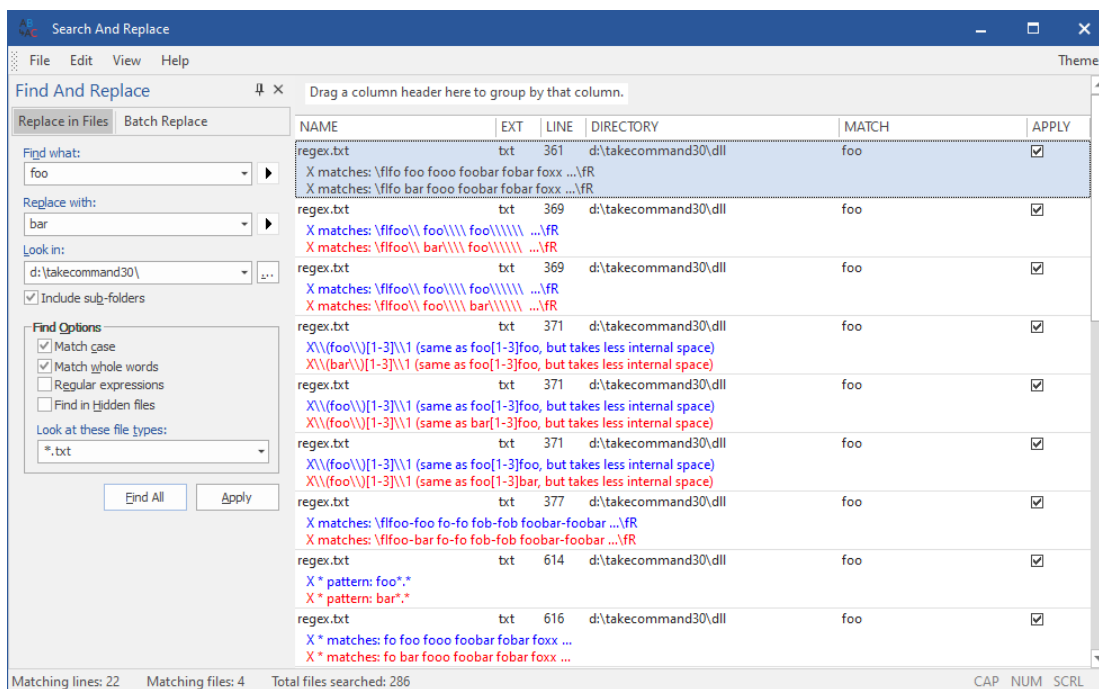 Search And Replace
File Edit View Help Theme
Find And Replace
Replace in Files Batch Replace
Find what:
foo
Replace with:
bar
Look in:
d:\takecommand30\
Include sub-folders
Find Options
Match case
Match whole words
Regular expressions
Find in Hidden files
Look at these file types:
*.txt
Find All Apply
Drag a column header here to group by that column.
NAME EXT LINE DIRECTORY MATCH APPLY
regex.txt txt 361 d:\takecommand30\dll foo
X matches: \fIfo foo fooo foobar fobar foxx ...\fR
X matches: \fIfo bar fooo foobar fobar foxx ...\fR
regex.txt txt 369 d:\takecommand30\dll foo
X matches: \fIfoo\\ foo\\\\ foo\\\\\\ ...\fR
X matches: \fIfoo\\ bar\\\\ foo\\\\\\ ...\fR
regex.txt txt 369 d:\takecommand30\dll foo
X matches: \fIfoo\\ foo\\\\ foo\\\\\\ ...\fR
X matches: \fIfoo\\ foo\\\\ bar\\\\\\ ...\fR
regex.txt txt 371 d:\takecommand30\dll foo
X\\(foo\\)[1-3]\\1 (same as foo[1-3]foo, but takes less internal space)
X\\(bar\\)[1-3]\\1 (same as foo[1-3]foo, but takes less internal space)
regex.txt txt 371 d:\takecommand30\dll foo
X\\(foo\\)[1-3]\\1 (same as foo[1-3]foo, but takes less internal space)
X\\(foo\\)[1-3]\\1 (same as bar[1-3]foo, but takes less internal space)
regex.txt txt 371 d:\takecommand30\dll foo
X\\(foo\\)[1-3]\\1 (same as foo[1-3]foo, but takes less internal space)
X\\(foo\\)[1-3]\\1 (same as foo[1-3]bar, but takes less internal space)
regex.txt txt 377 d:\takecommand30\dll foo
X matches: \fIfoo-foo fo-fo fob-fob foobar-foobar ...\fR
X matches: \fIfoo-bar fo-fo fob-fob foobar-foobar ...\fR
regex.txt txt 614 d:\takecommand30\dll foo
X * pattern: foo*.*
X * pattern: bar*.*
regex.txt txt 616 d:\takecommand30\dll foo
X * matches: fo foo fooo foobar fobar foxx ...
X * matches: fo bar fooo foobar fobar foxx ...
Matching lines: 22 Matching files: 4 Total files searched: 286 CAP NUM SCRL